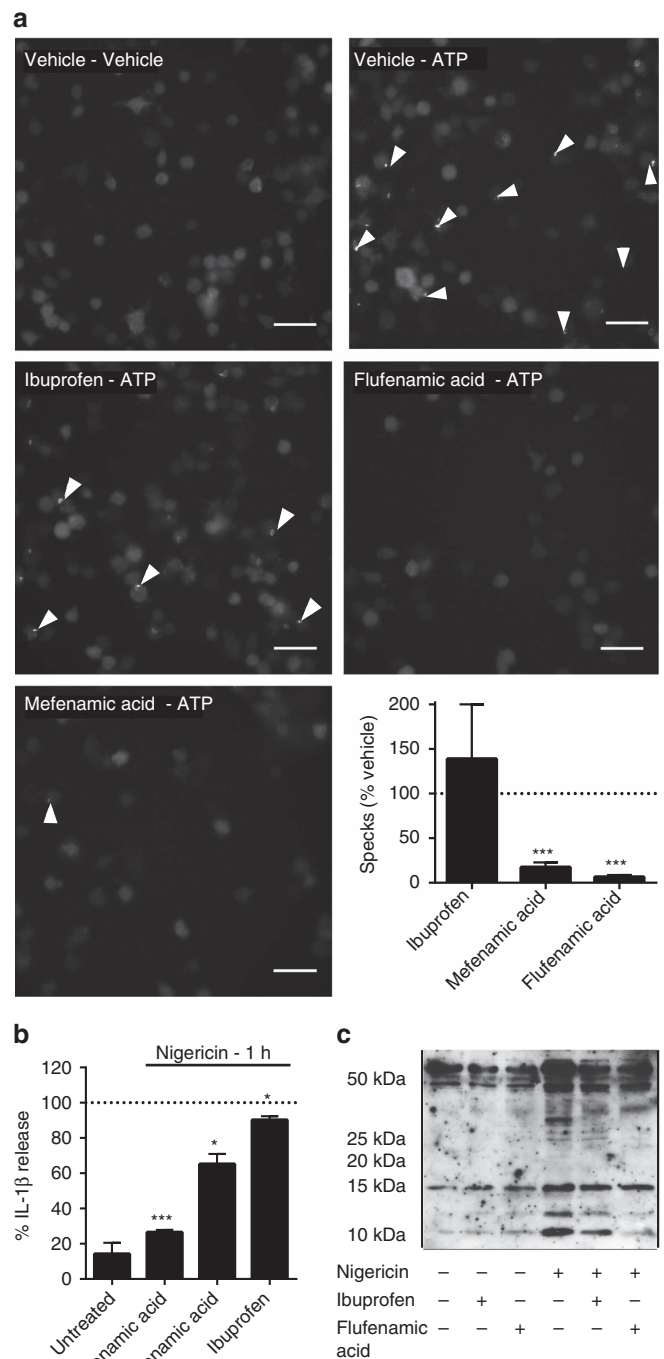 a
Vehicle - Vehicle
Vehicle - ATP
Ibuprofen - ATP
Flufenamic acid - ATP
Mefenamic acid - ATP
Specks (% vehicle)
200
150
100
50
0
***
***
Ibuprofen
Mefenamic acid
Flufenamic acid
b
Nigericin - 1 h
% IL-1β release
120
100
80
60
40
20
0
***
*
*
Untreated
acid
acid
Ibuprofen
c
50 kDa
25 kDa
20 kDa
15 kDa
10 kDa
Nigericin – – – + + +
Ibuprofen – + – – + –
Flufenamic – – + – – +
acid